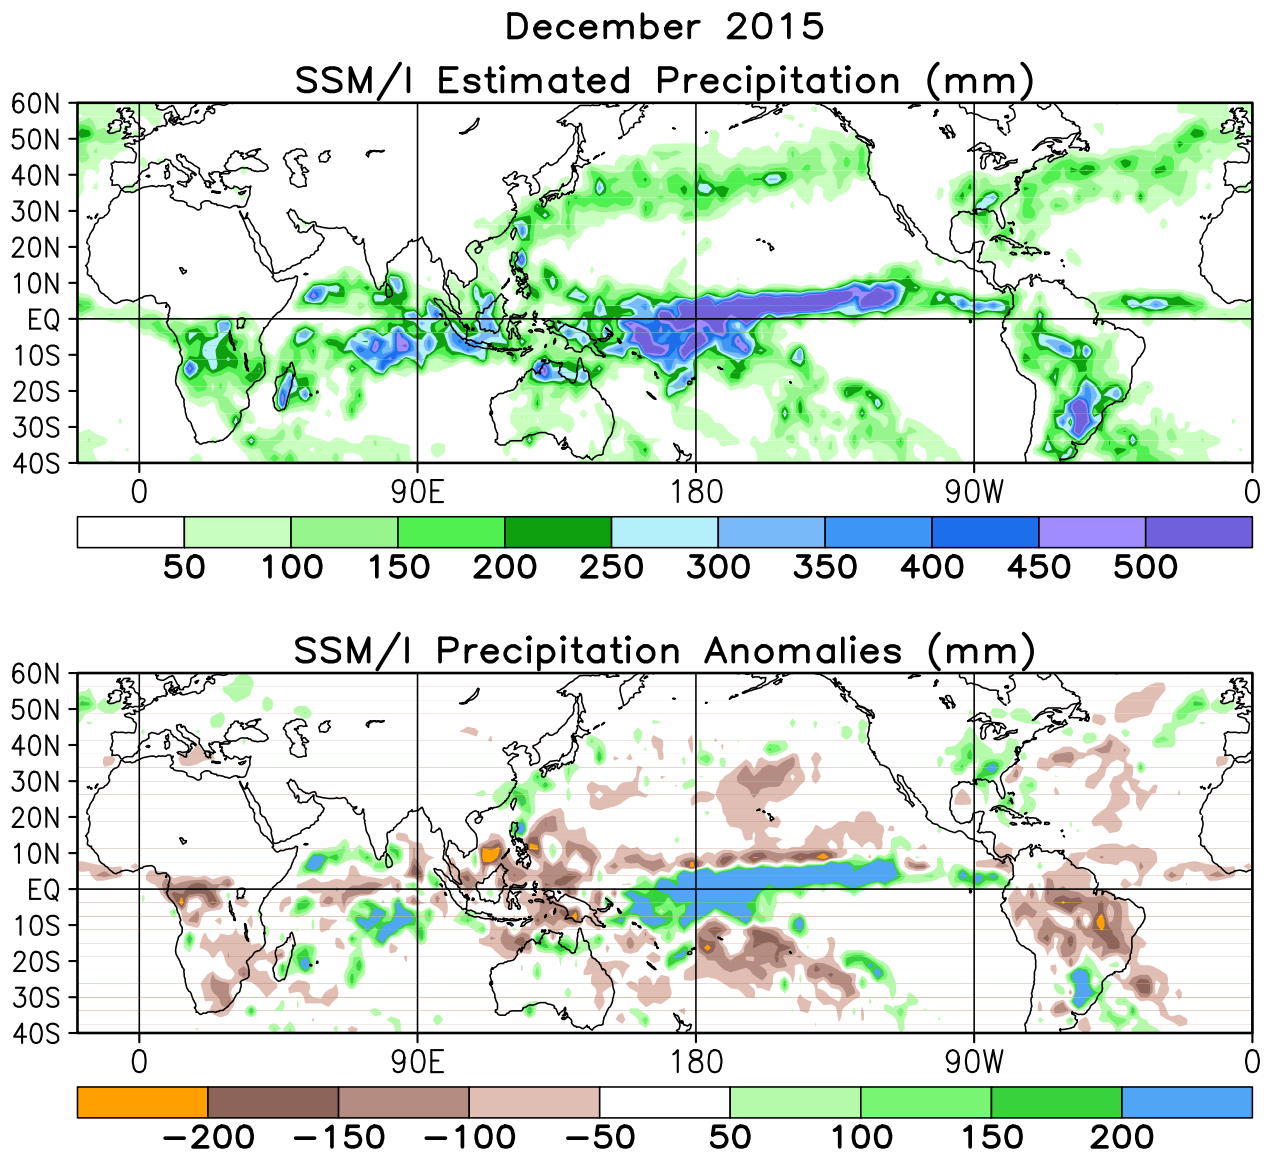 December 2015
SSM/I Estimated Precipitation (mm)
60N
50N
40N
30N
20N
10N
EQ
10S
20S
30S
40S
0 90E 180 90W 0
50 100 150 200 250 300 350 400 450 500
SSM/I Precipitation Anomalies (mm)
60N
50N
40N
30N
20N
10N
EQ
10S
20S
30S
40S
0 90E 180 90W 0
−200 −150 −100 −50 50 100 150 200